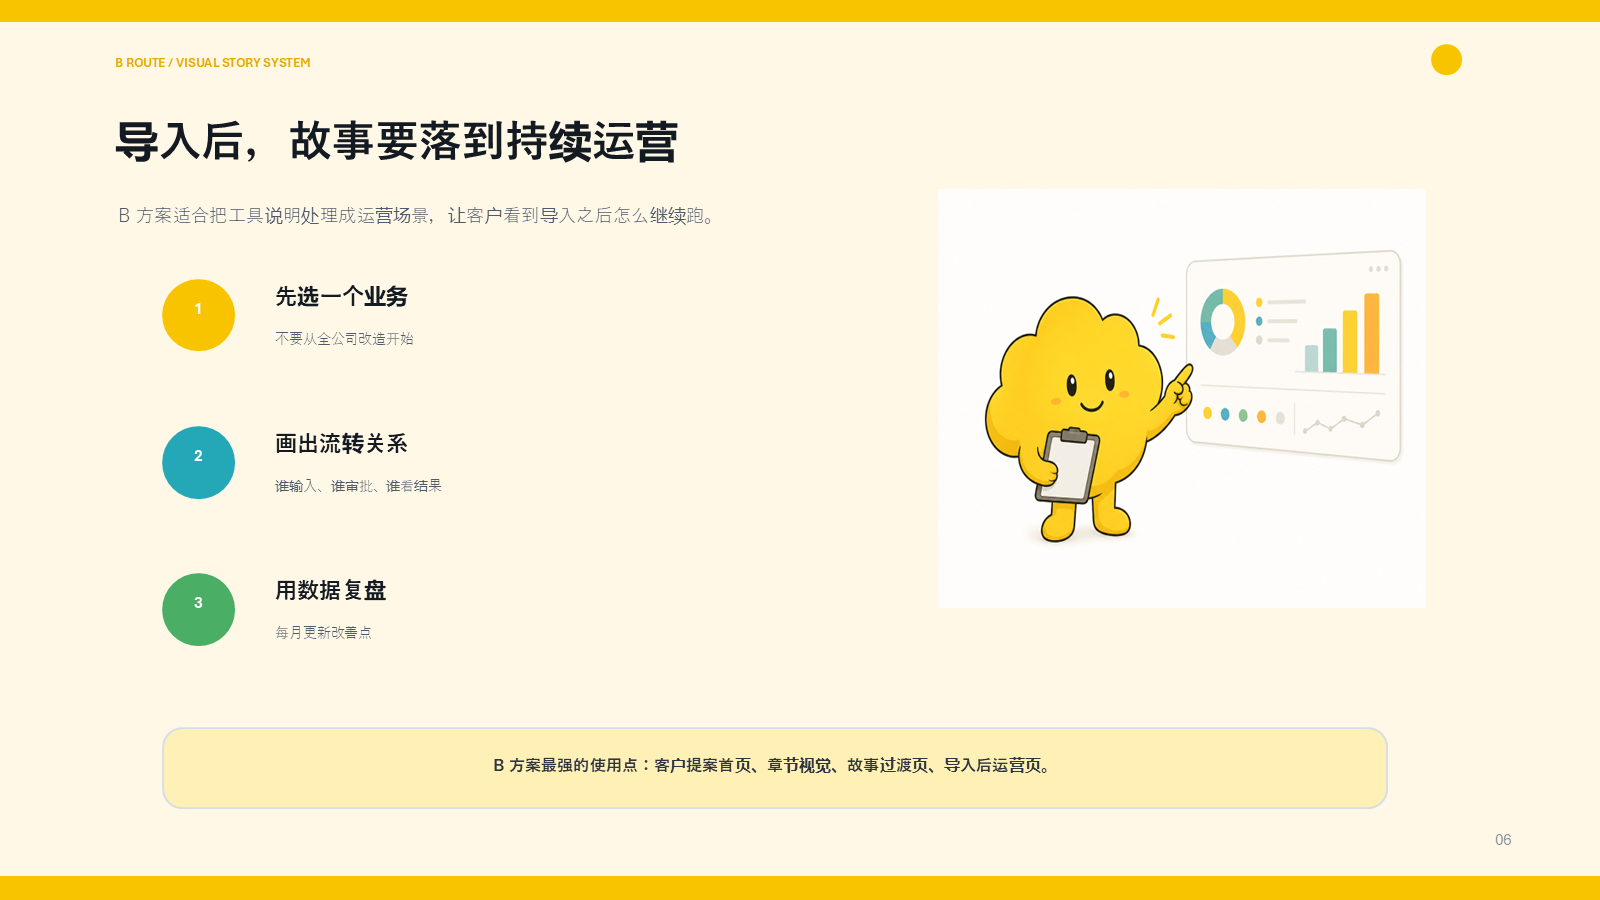 B ROUTE / VISUAL STORY SYSTEM
导入后，故事要落到持续运营
B 方案适合把工具说明处理成运营场景，让客户看到导入之后怎么继续跑。
1
先选一个业务
不要从全公司改造开始
2
画出流转关系
谁输入、谁审批、谁看结果
3
用数据复盘
每月更新改善点
B 方案最强的使用点：客户提案首页、章节视觉、故事过渡页、导入后运营页。
06